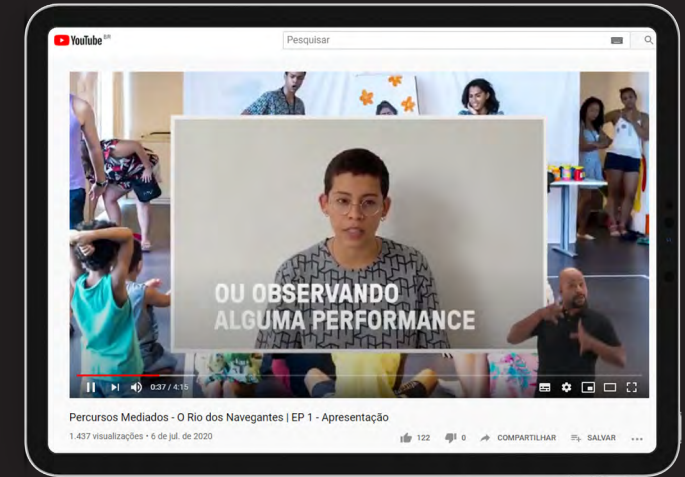 YouTube BR
Pesquisar
OU OBSERVANDO
ALGUMA PERFORMANCE
0:37 / 4:15
Percursos Mediados - O Rio dos Navegantes | EP 1 - Apresentação
1.437 visualizações • 6 de jul. de 2020
122
0
COMPARTILHAR
SALVAR